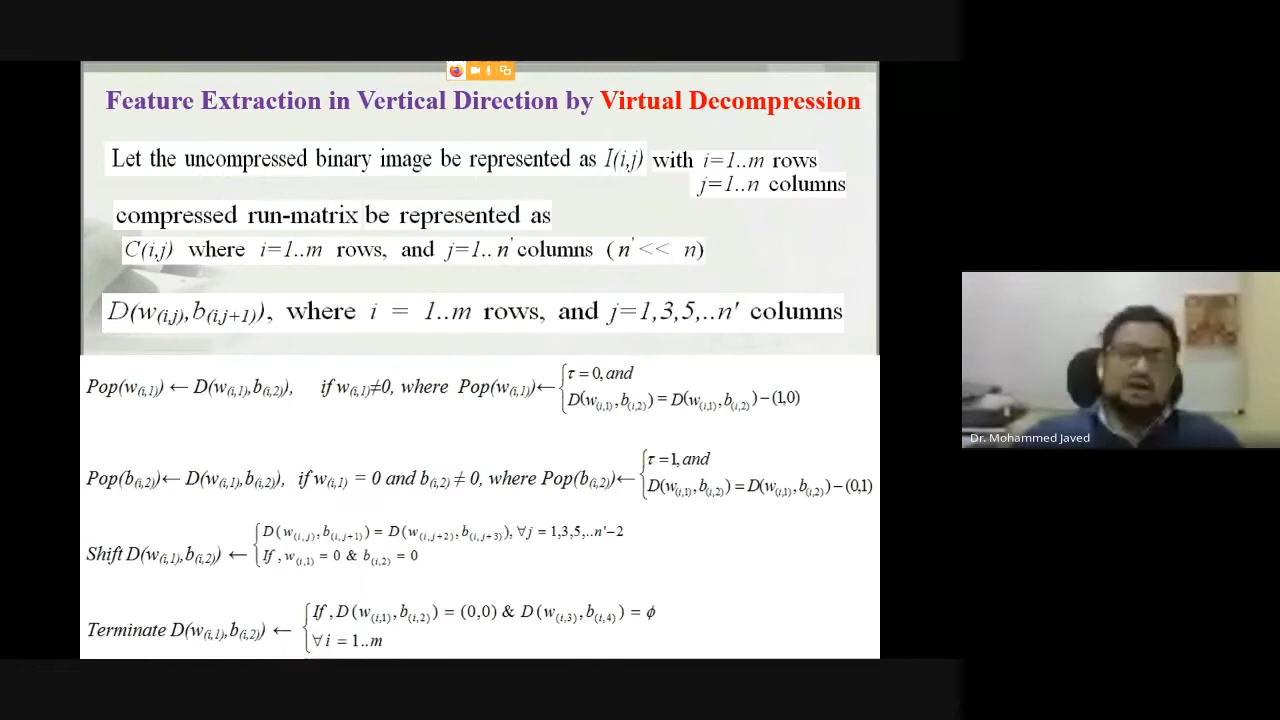 Feature Extraction in Vertical Direction by Virtual Decompression
Let the uncompressed binary image be represented as I(i,j) with i=1..m rows
j=1..n columns
compressed run-matrix be represented as
C(i,j) where i=1..m rows, and j=1.. n' columns ( n' << n)
D(w(i,j),b(i,j+1)), where i = 1..m rows, and j=1,3,5,..n' columns
Pop(w(i,1)) ← D(w(i,1),b(i,2)), if w(i,1)≠0, where Pop(w(i,1))← { τ = 0, and
D(w(i,1),b(i,2)) = D(w(i,1),b(i,2)) – (1,0)
Pop(b(i,2))← D(w(i,1),b(i,2)), if w(i,1) = 0 and b(i,2) ≠ 0, where Pop(b(i,2))← { τ = 1, and
D(w(i,1),b(i,2)) = D(w(i,1),b(i,2)) – (0,1)
Shift D(w(i,1),b(i,2)) ← { D(w(i,j),b(i,j+1)) = D(w(i,j+2),b(i,j+3)), ∀j = 1,3,5,..n'–2
If, w(i,1) = 0 & b(i,2) = 0
Terminate D(w(i,1),b(i,2)) ← { If, D(w(i,1),b(i,2)) = (0,0) & D(w(i,3),b(i,4)) = ϕ
∀ i = 1..m
Dr. Mohammed Javed